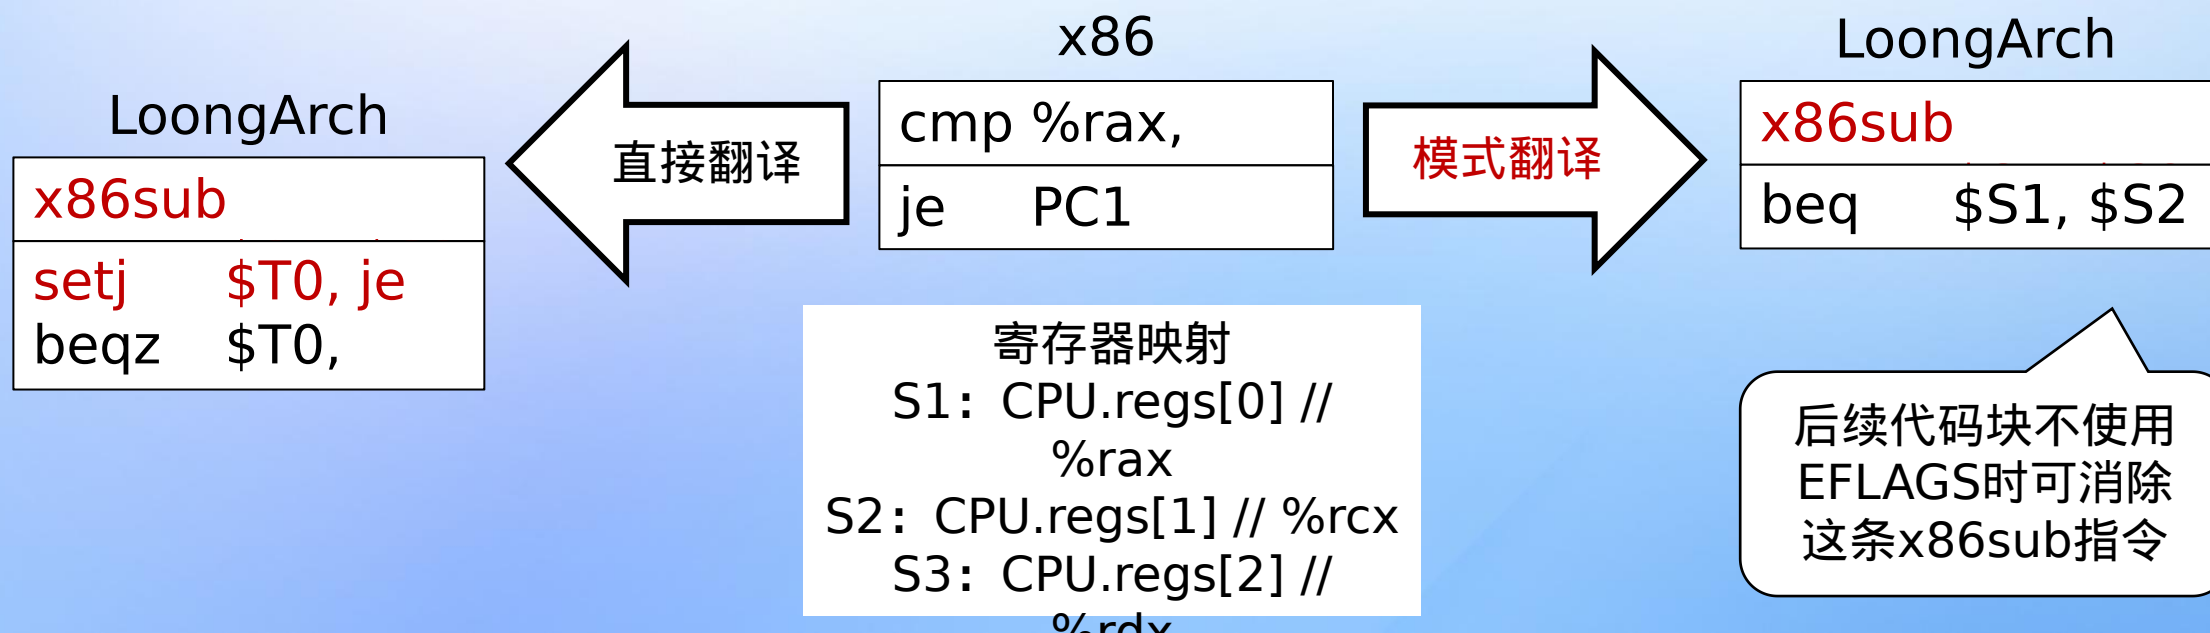 LoongArch
x86sub
setj $T0, je
beqz $T0,
直接翻译
x86
cmp %rax,
je PC1
模式翻译
LoongArch
x86sub
beq $S1, $S2
寄存器映射
S1：CPU.regs[0] //
%rax
S2：CPU.regs[1] // %rcx
S3：CPU.regs[2] //
%rdx
后续代码块不使用
EFLAGS时可消除
这条x86sub指令